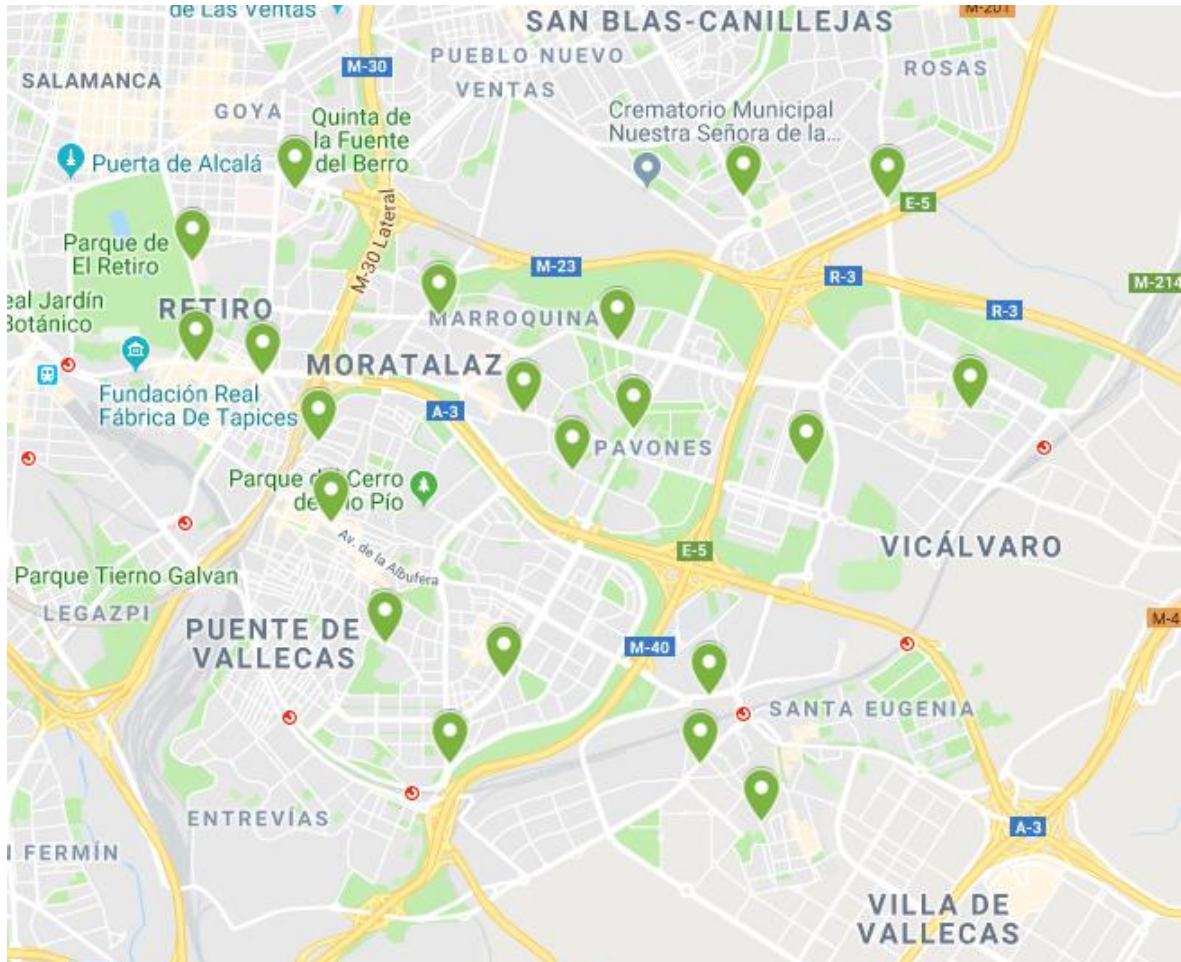 de Las Ventas
SAN BLAS-CANILLEJAS
M-201
M-30
PUEBLO NUEVO
VENTAS
ROSAS
SALAMANCA
GOYA
Quinta de
la Fuente
del Berro
Crematorio Municipal
Nuestra Señora de la...
Puerta de Alcalá
E-5
M-30 Lateral
Parque de
El Retiro
M-23
R-3
M-214
R-3
eal Jardín
Botánico
RETIRO
MARROQUINA
MORATALAZ
Fundación Real
Fábrica De Tapices
A-3
PAVONES
Parque del Cerro
del Tío Pío
Av. de la Albufera
E-5
VICÁLVARO
Parque Tierno Galvan
LEGAZPI
PUENTE DE
VALLECAS
M-4
M-40
SANTA EUGENIA
ENTREVÍAS
A-3
N FERMÍN
VILLA DE
VALLECAS